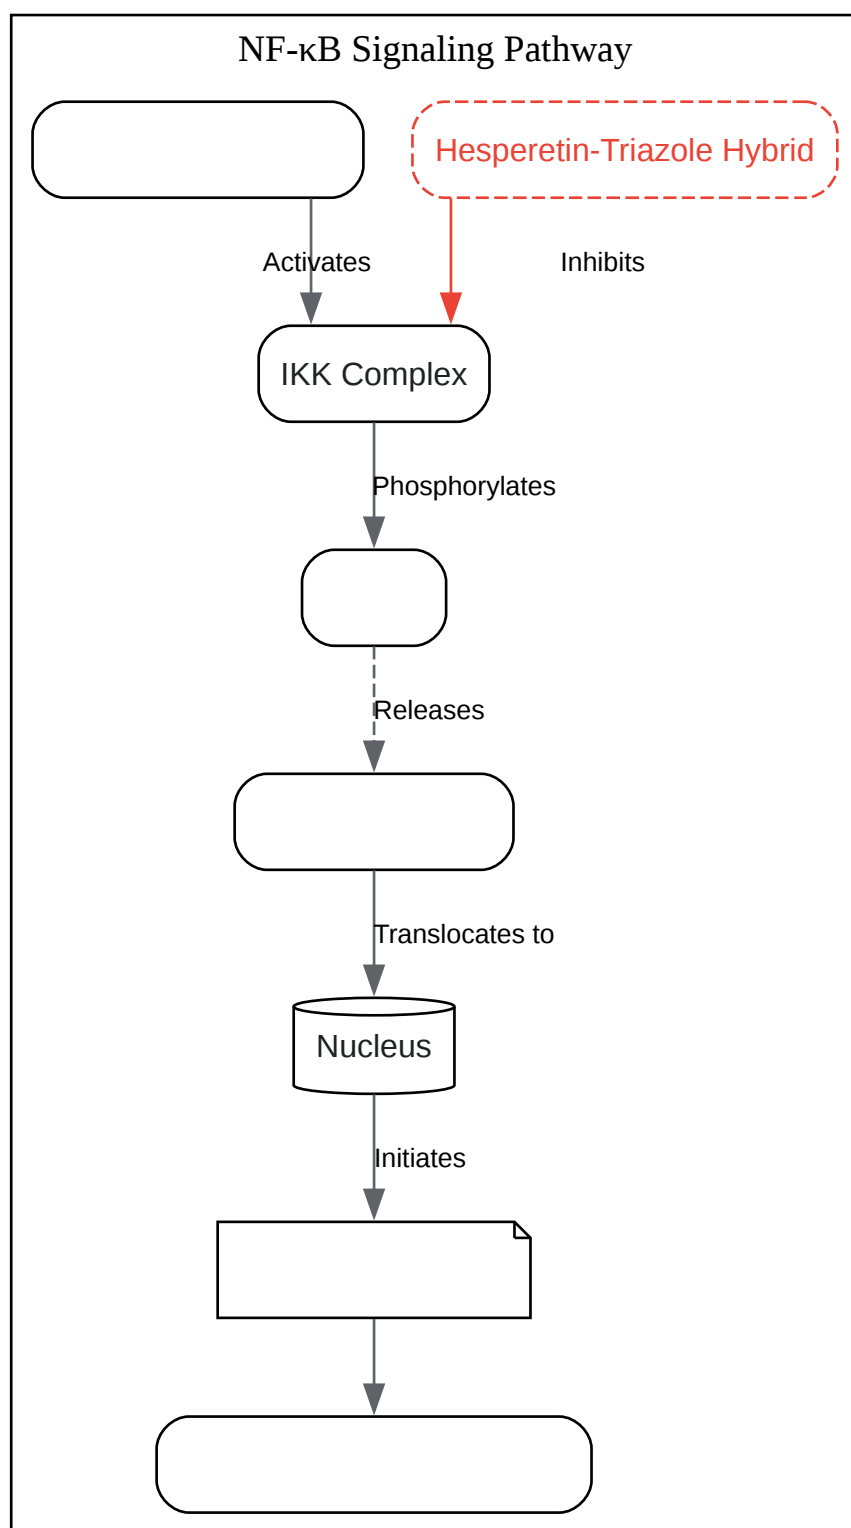 NF-κB Signaling Pathway
Hesperetin-Triazole Hybrid
Activates
Inhibits
IKK Complex
Phosphorylates
Releases
Translocates to
Nucleus
Initiates